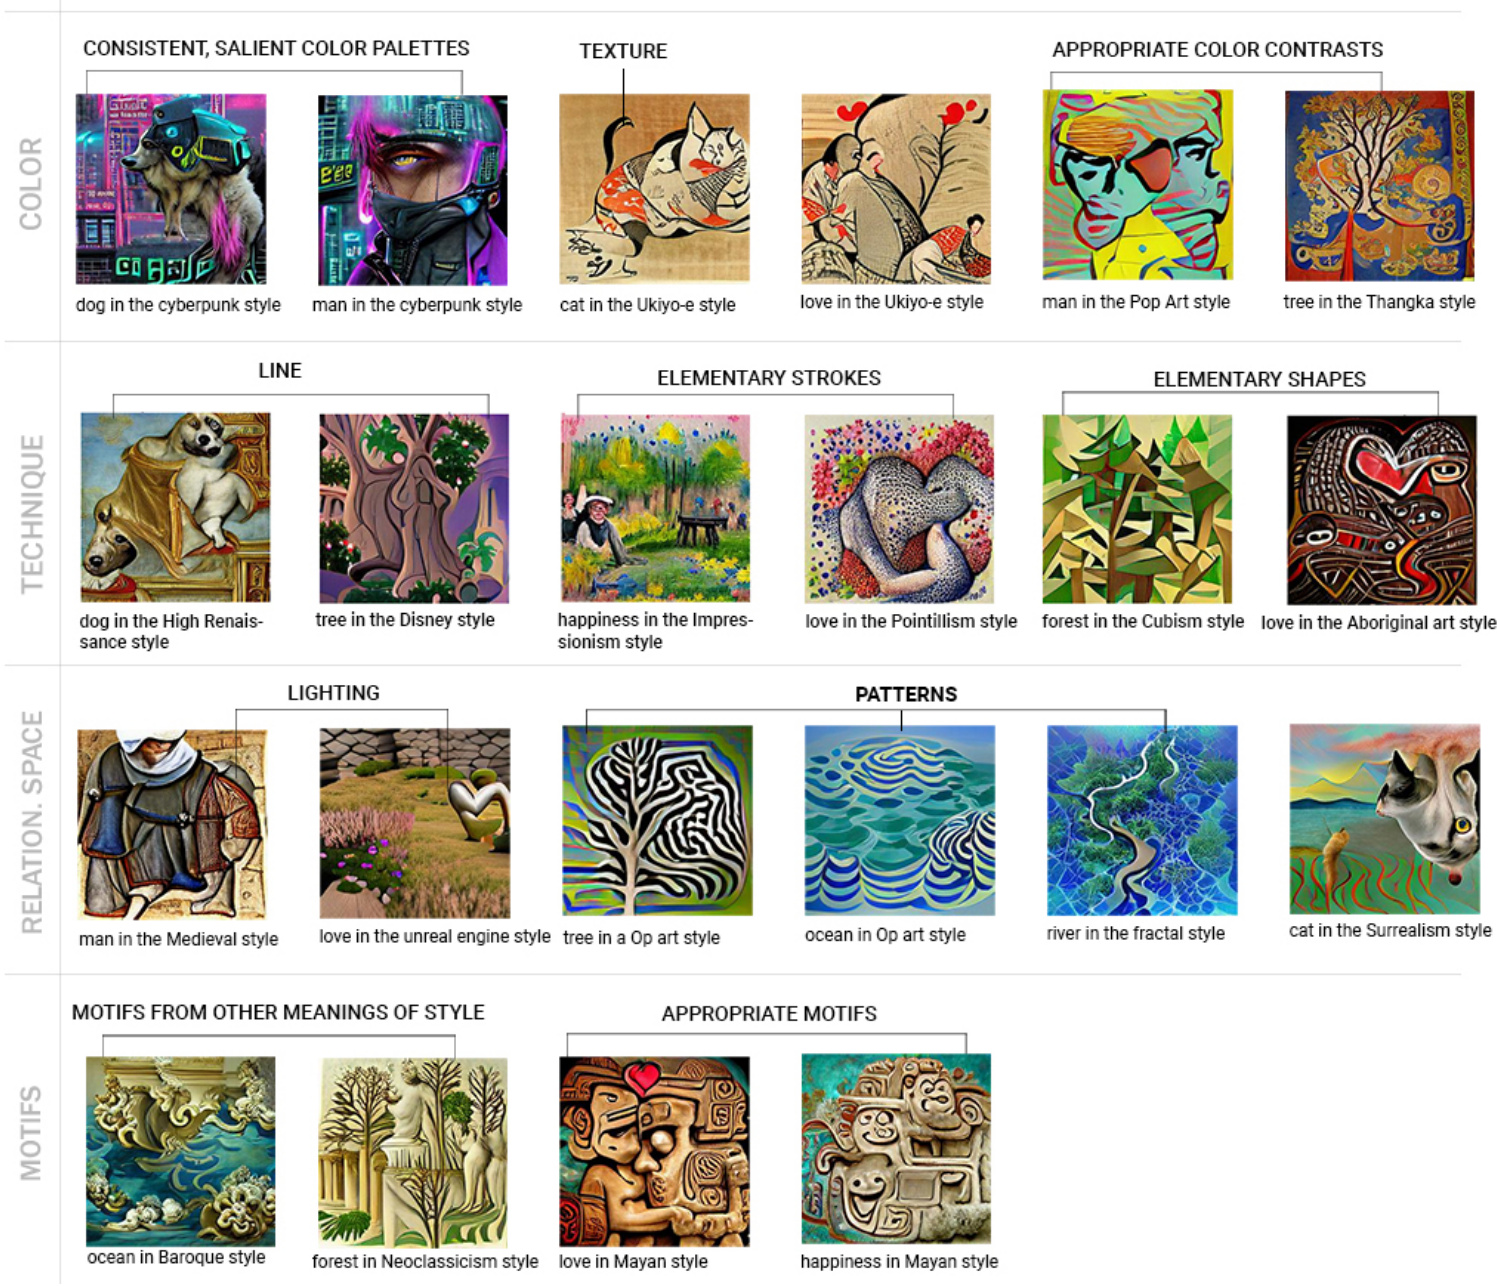 COLOR
CONSISTENT, SALIENT COLOR PALETTES
TEXTURE
APPROPRIATE COLOR CONTRASTS
dog in the cyberpunk style
man in the cyberpunk style
cat in the Ukiyo-e style
love in the Ukiyo-e style
man in the Pop Art style
tree in the Thangka style
TECHNIQUE
LINE
ELEMENTARY STROKES
ELEMENTARY SHAPES
dog in the High Renais-
sance style
tree in the Disney style
happiness in the Impres-
sionism style
love in the Pointillism style
forest in the Cubism style
love in the Aboriginal art style
RELATION. SPACE
LIGHTING
PATTERNS
man in the Medieval style
love in the unreal engine style
tree in a Op art style
ocean in Op art style
river in the fractal style
cat in the Surrealism style
MOTIFS
MOTIFS FROM OTHER MEANINGS OF STYLE
APPROPRIATE MOTIFS
ocean in Baroque style
forest in Neoclassicism style
love in Mayan style
happiness in Mayan style